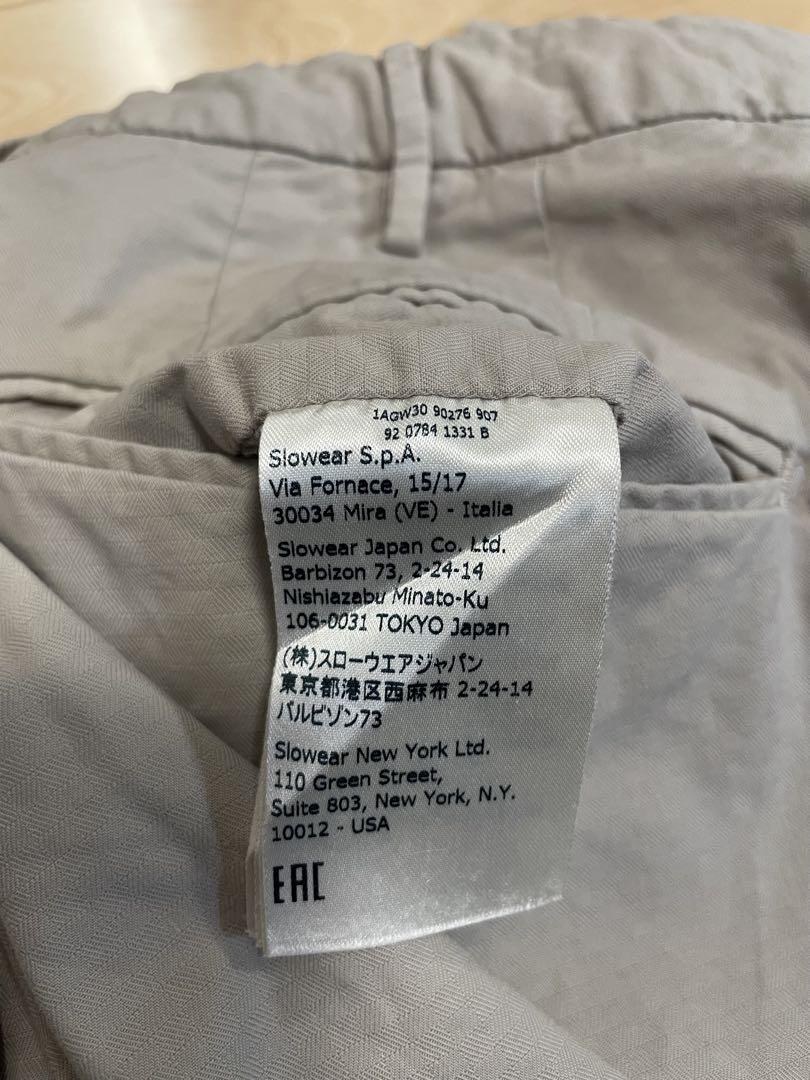 1AGW30 90276 907
92 0784 1331 B
Slowear S.p.A.
Via Fornace, 15/17
30034 Mira (VE) - Italia
Slowear Japan Co. Ltd.
Barbizon 73, 2-24-14
Nishiazabu Minato-Ku
106-0031 TOKYO Japan
(株)スローウエアジャパン
東京都港区西麻布 2-24-14
バルビゾン73
Slowear New York Ltd.
110 Green Street,
Suite 803, New York, N.Y.
10012 - USA
EAC